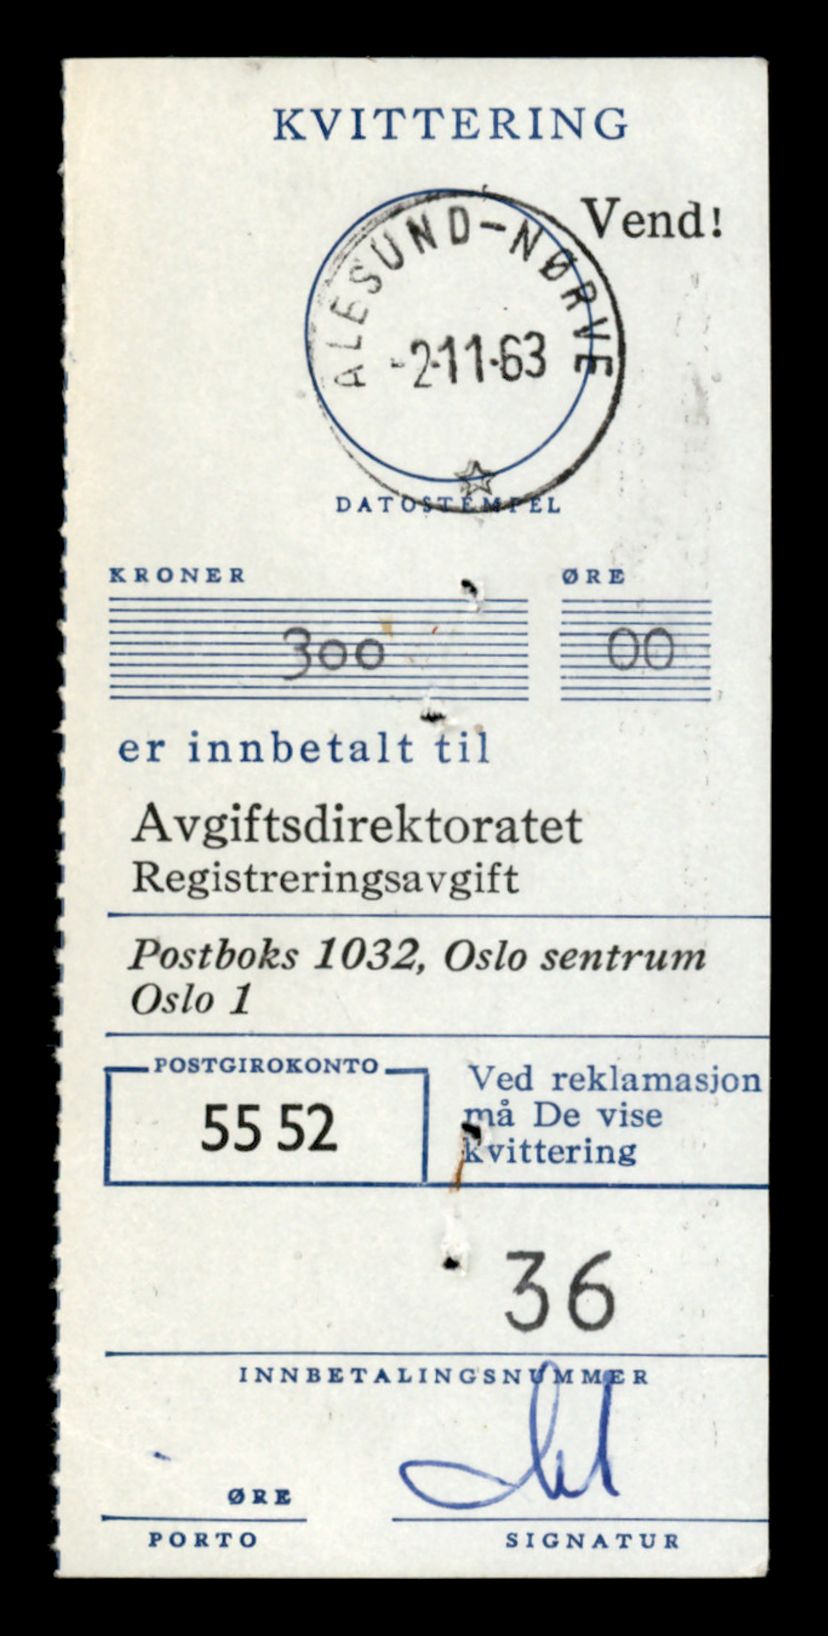 KVITTERING
Vend!
ALESUND-NØRVE
-2-11-63
DATOSTEMPEL
KRONER ØRE
300 00
er innbetalt til
Avgiftsdirektoratet
Registreringsavgift
Postboks 1032, Oslo sentrum
Oslo 1
POSTGIROKONTO
55 52
Ved reklamasjon
må De vise
kvittering
36
INNBETALINGSNUMMER
ØRE
PORTO SIGNATUR